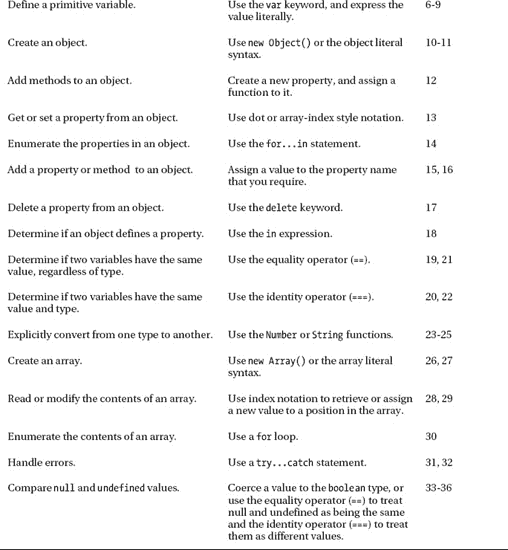 Define a primitive variable. Use the var keyword, and express the 6-9
value literally.
Create an object. Use new Object() or the object literal 10-11
syntax.
Add methods to an object. Create a new property, and assign a 12
function to it.
Get or set a property from an object. Use dot or array-index style notation. 13
Enumerate the properties in an object. Use the for...in statement. 14
Add a property or method to an object. Assign a value to the property name 15, 16
that you require.
Delete a property from an object. Use the delete keyword. 17
Determine if an object defines a property. Use the in expression. 18
Determine if two variables have the same Use the equality operator (==). 19, 21
value, regardless of type.
Determine if two variables have the same Use the identity operator (===). 20, 22
value and type.
Explicitly convert from one type to another. Use the Number or String functions. 23-25
Create an array. Use new Array() or the array literal 26, 27
syntax.
Read or modify the contents of an array. Use index notation to retrieve or assign 28, 29
a new value to a position in the array.
Enumerate the contents of an array. Use a for loop. 30
Handle errors. Use a try...catch statement. 31, 32
Compare null and undefined values. Coerce a value to the boolean type, or 33-36
use the equality operator (==) to treat
null and undefined as being the same
and the identity operator (===) to treat
them as different values.